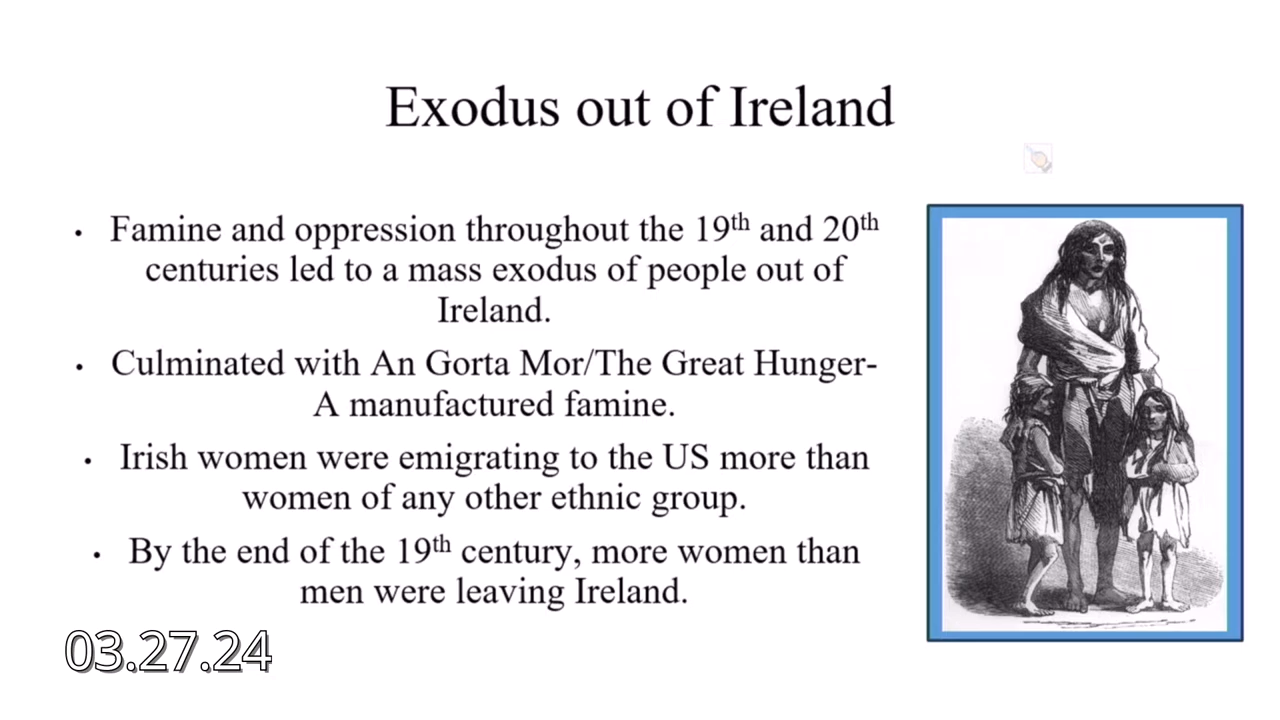 Exodus out of Ireland
• Famine and oppression throughout the 19th and 20th
centuries led to a mass exodus of people out of
Ireland.
• Culminated with An Gorta Mor/The Great Hunger-
A manufactured famine.
• Irish women were emigrating to the US more than
women of any other ethnic group.
• By the end of the 19th century, more women than
men were leaving Ireland.
03.27.24